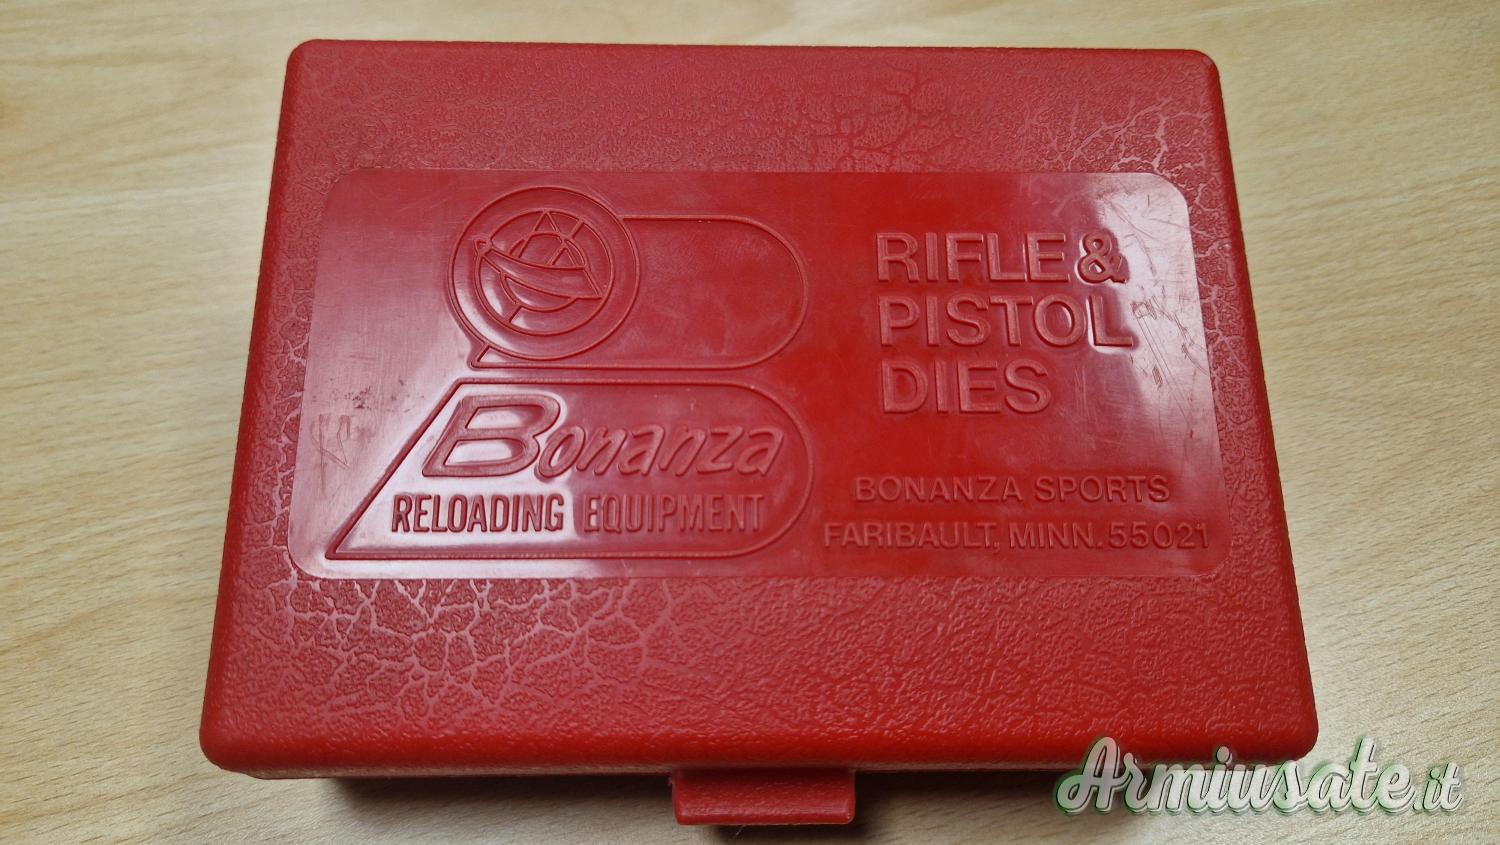 Bonanza
RELOADING EQUIPMENT
RIFLE &
PISTOL
DIES
BONANZA SPORTS
FARIBAULT, MINN. 55021
Armiusate.it